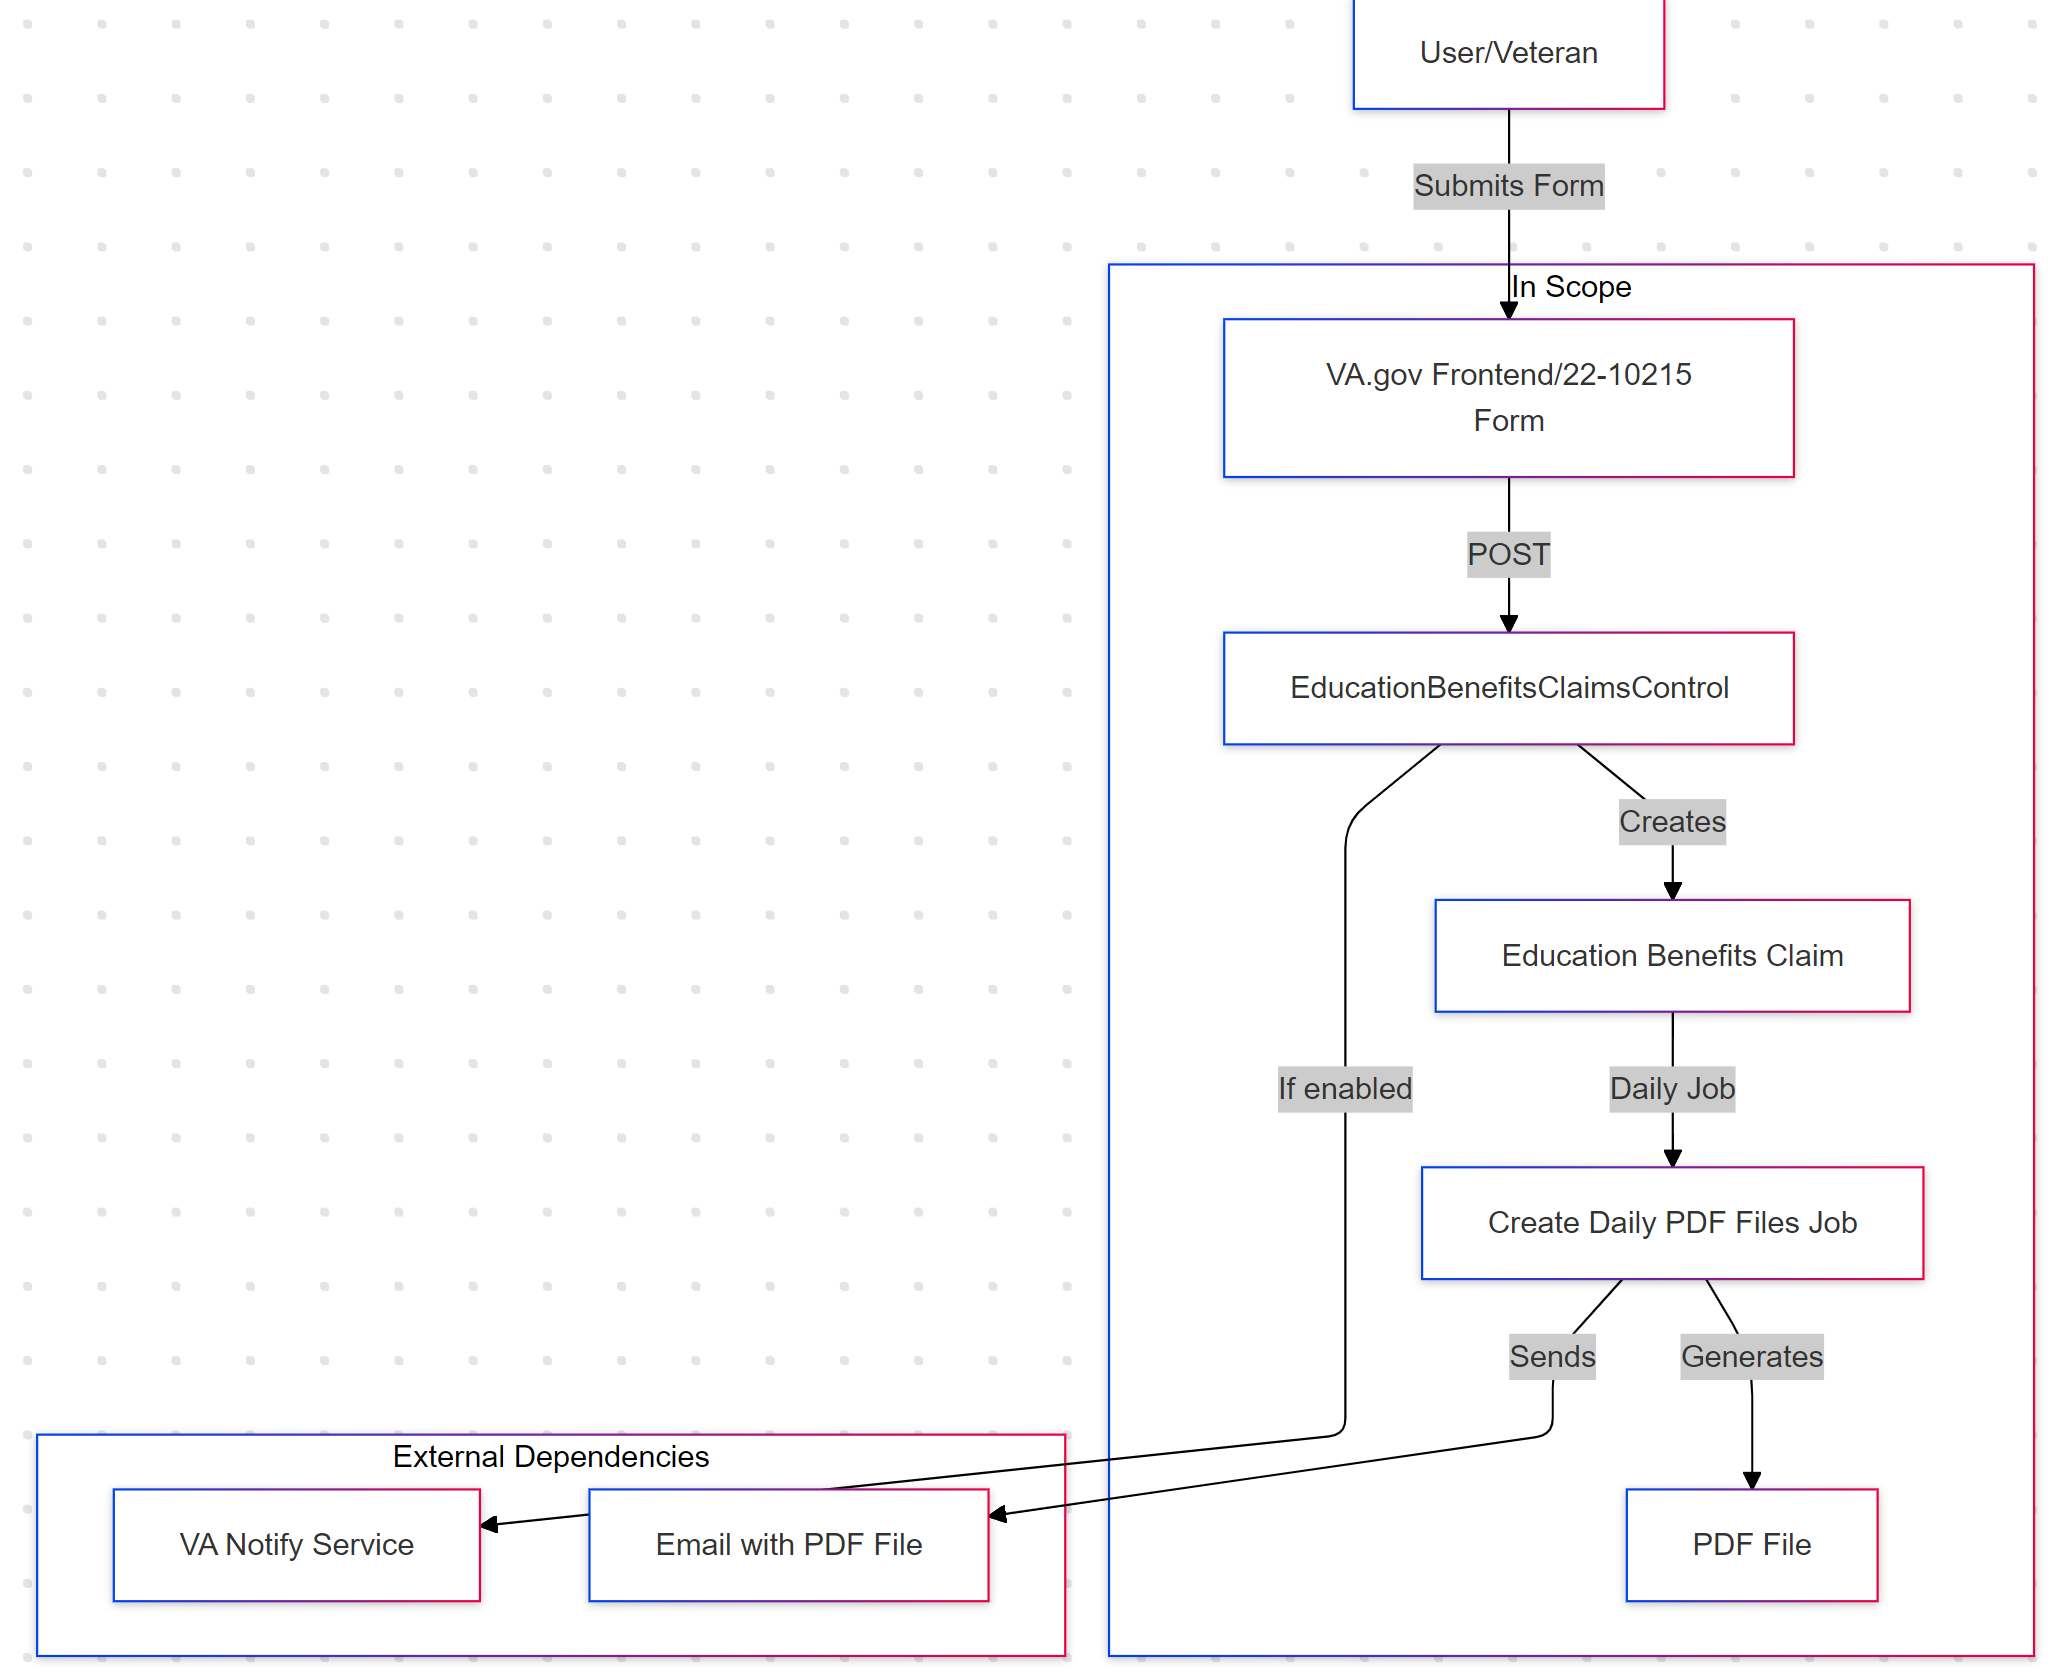 User/Veteran
Submits Form
In Scope
VA.gov Frontend/22-10215
Form
POST
EducationBenefitsClaimsControl
Creates
Education Benefits Claim
If enabled
Daily Job
Create Daily PDF Files Job
Sends
Generates
External Dependencies
VA Notify Service
Email with PDF File
PDF File